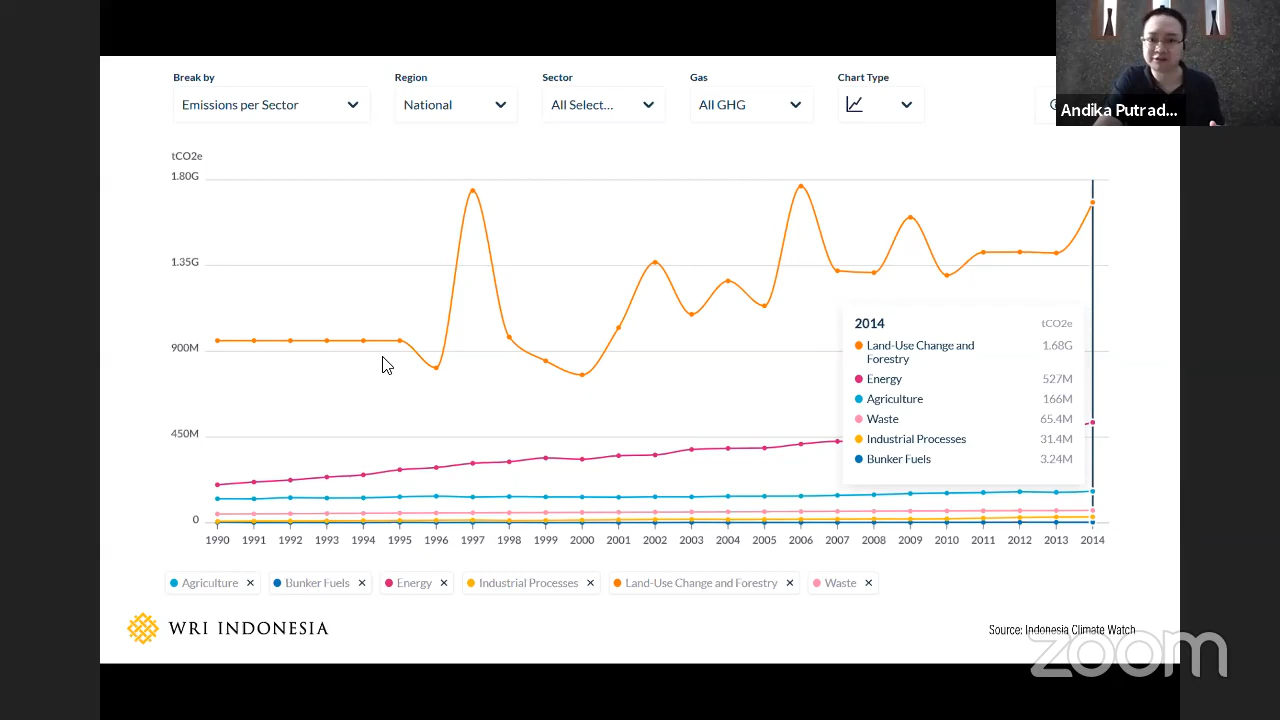 Break by
Region
Sector
Gas
Chart Type
Emissions per Sector
National
All Select...
All GHG
Andika Putrad...
tCO2e
1.80G
1.35G
900M
450M
0
1990 1991 1992 1993 1994 1995 1996 1997 1998 1999 2000 2001 2002 2003 2004 2005 2006 2007 2008 2009 2010 2011 2012 2013 2014
2014 tCO2e
Land-Use Change and 1.68G
Forestry
Energy 527M
Agriculture 166M
Waste 65.4M
Industrial Processes 31.4M
Bunker Fuels 3.24M
Agriculture × Bunker Fuels × Energy × Industrial Processes × Land-Use Change and Forestry × Waste ×
WRI INDONESIA
Source: Indonesia Climate Watch
zoom